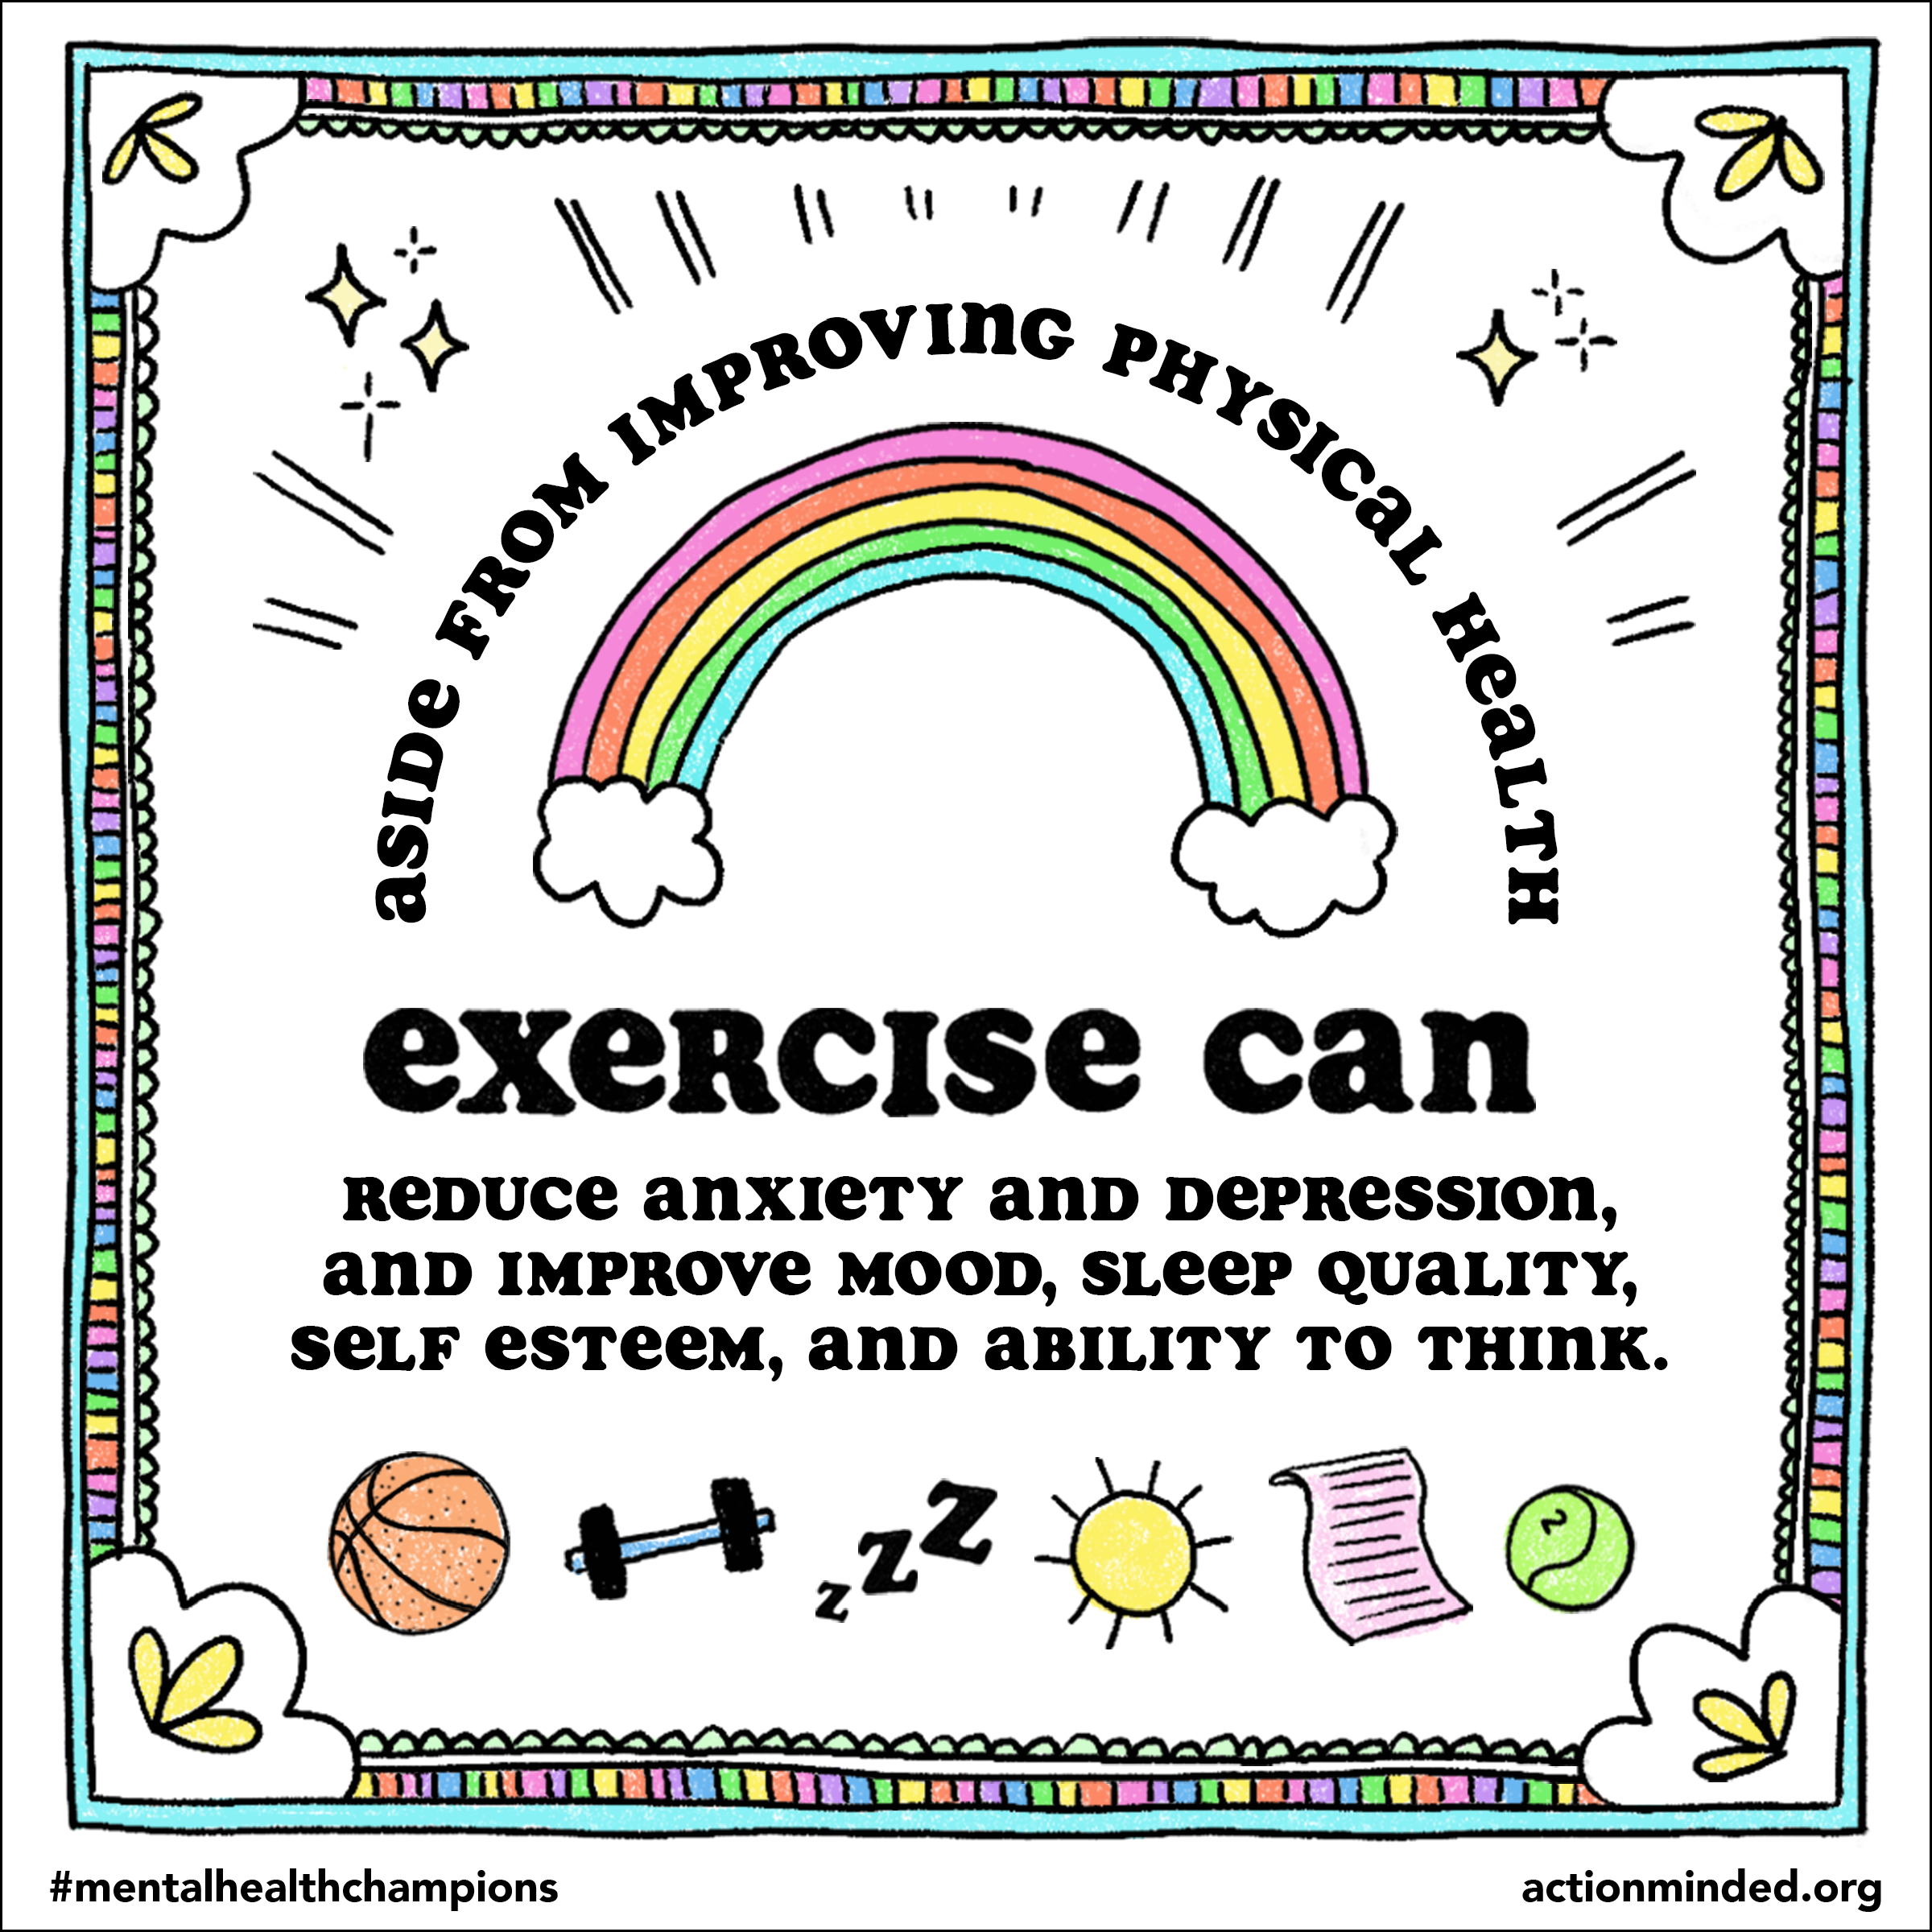 aSIDe FROM IMPROVInG PHYSICaL HeaLTH
exeRCISe Can
ReDUCe anxIeTY anD DePRessIOn,
anD IMPROVe MOOD, SLeeP QUaLITY,
SeLF eSTeeM, anD aBILITY TO THInK.
z z z
2
#mentalhealthchampions
actionminded.org